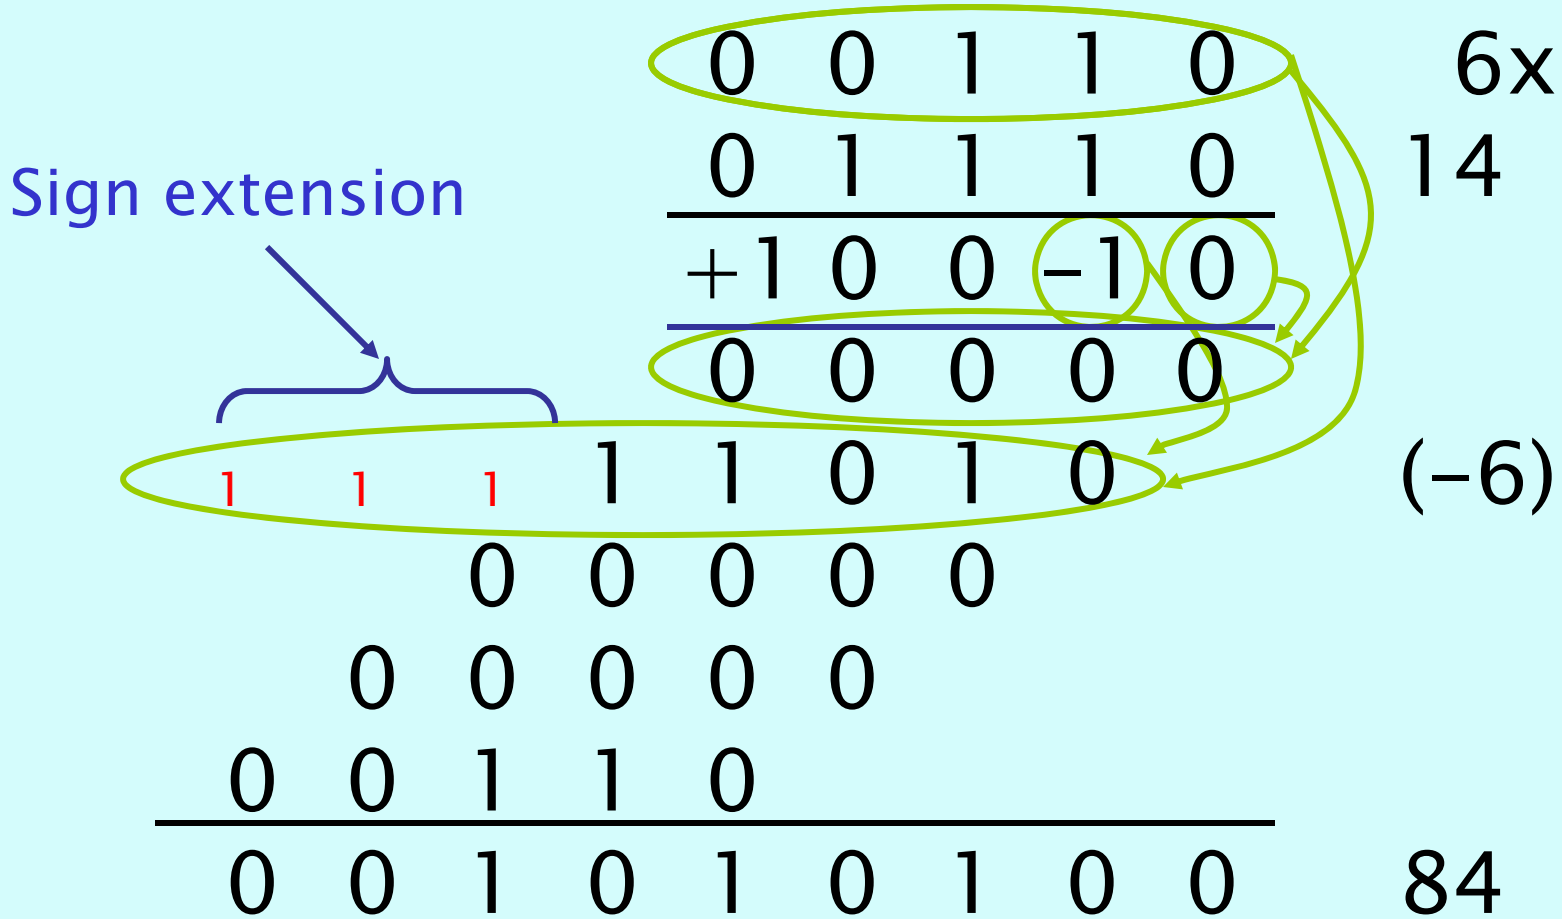 0 0 1 1 0 6x
0 1 1 1 0 14
Sign extension
+1 0 0 –1 0
0 0 0 0 0
1 1 1 1 1 0 1 0 (–6)
0 0 0 0 0
0 0 0 0 0
0 0 1 1 0
0 0 1 0 1 0 1 0 0 84